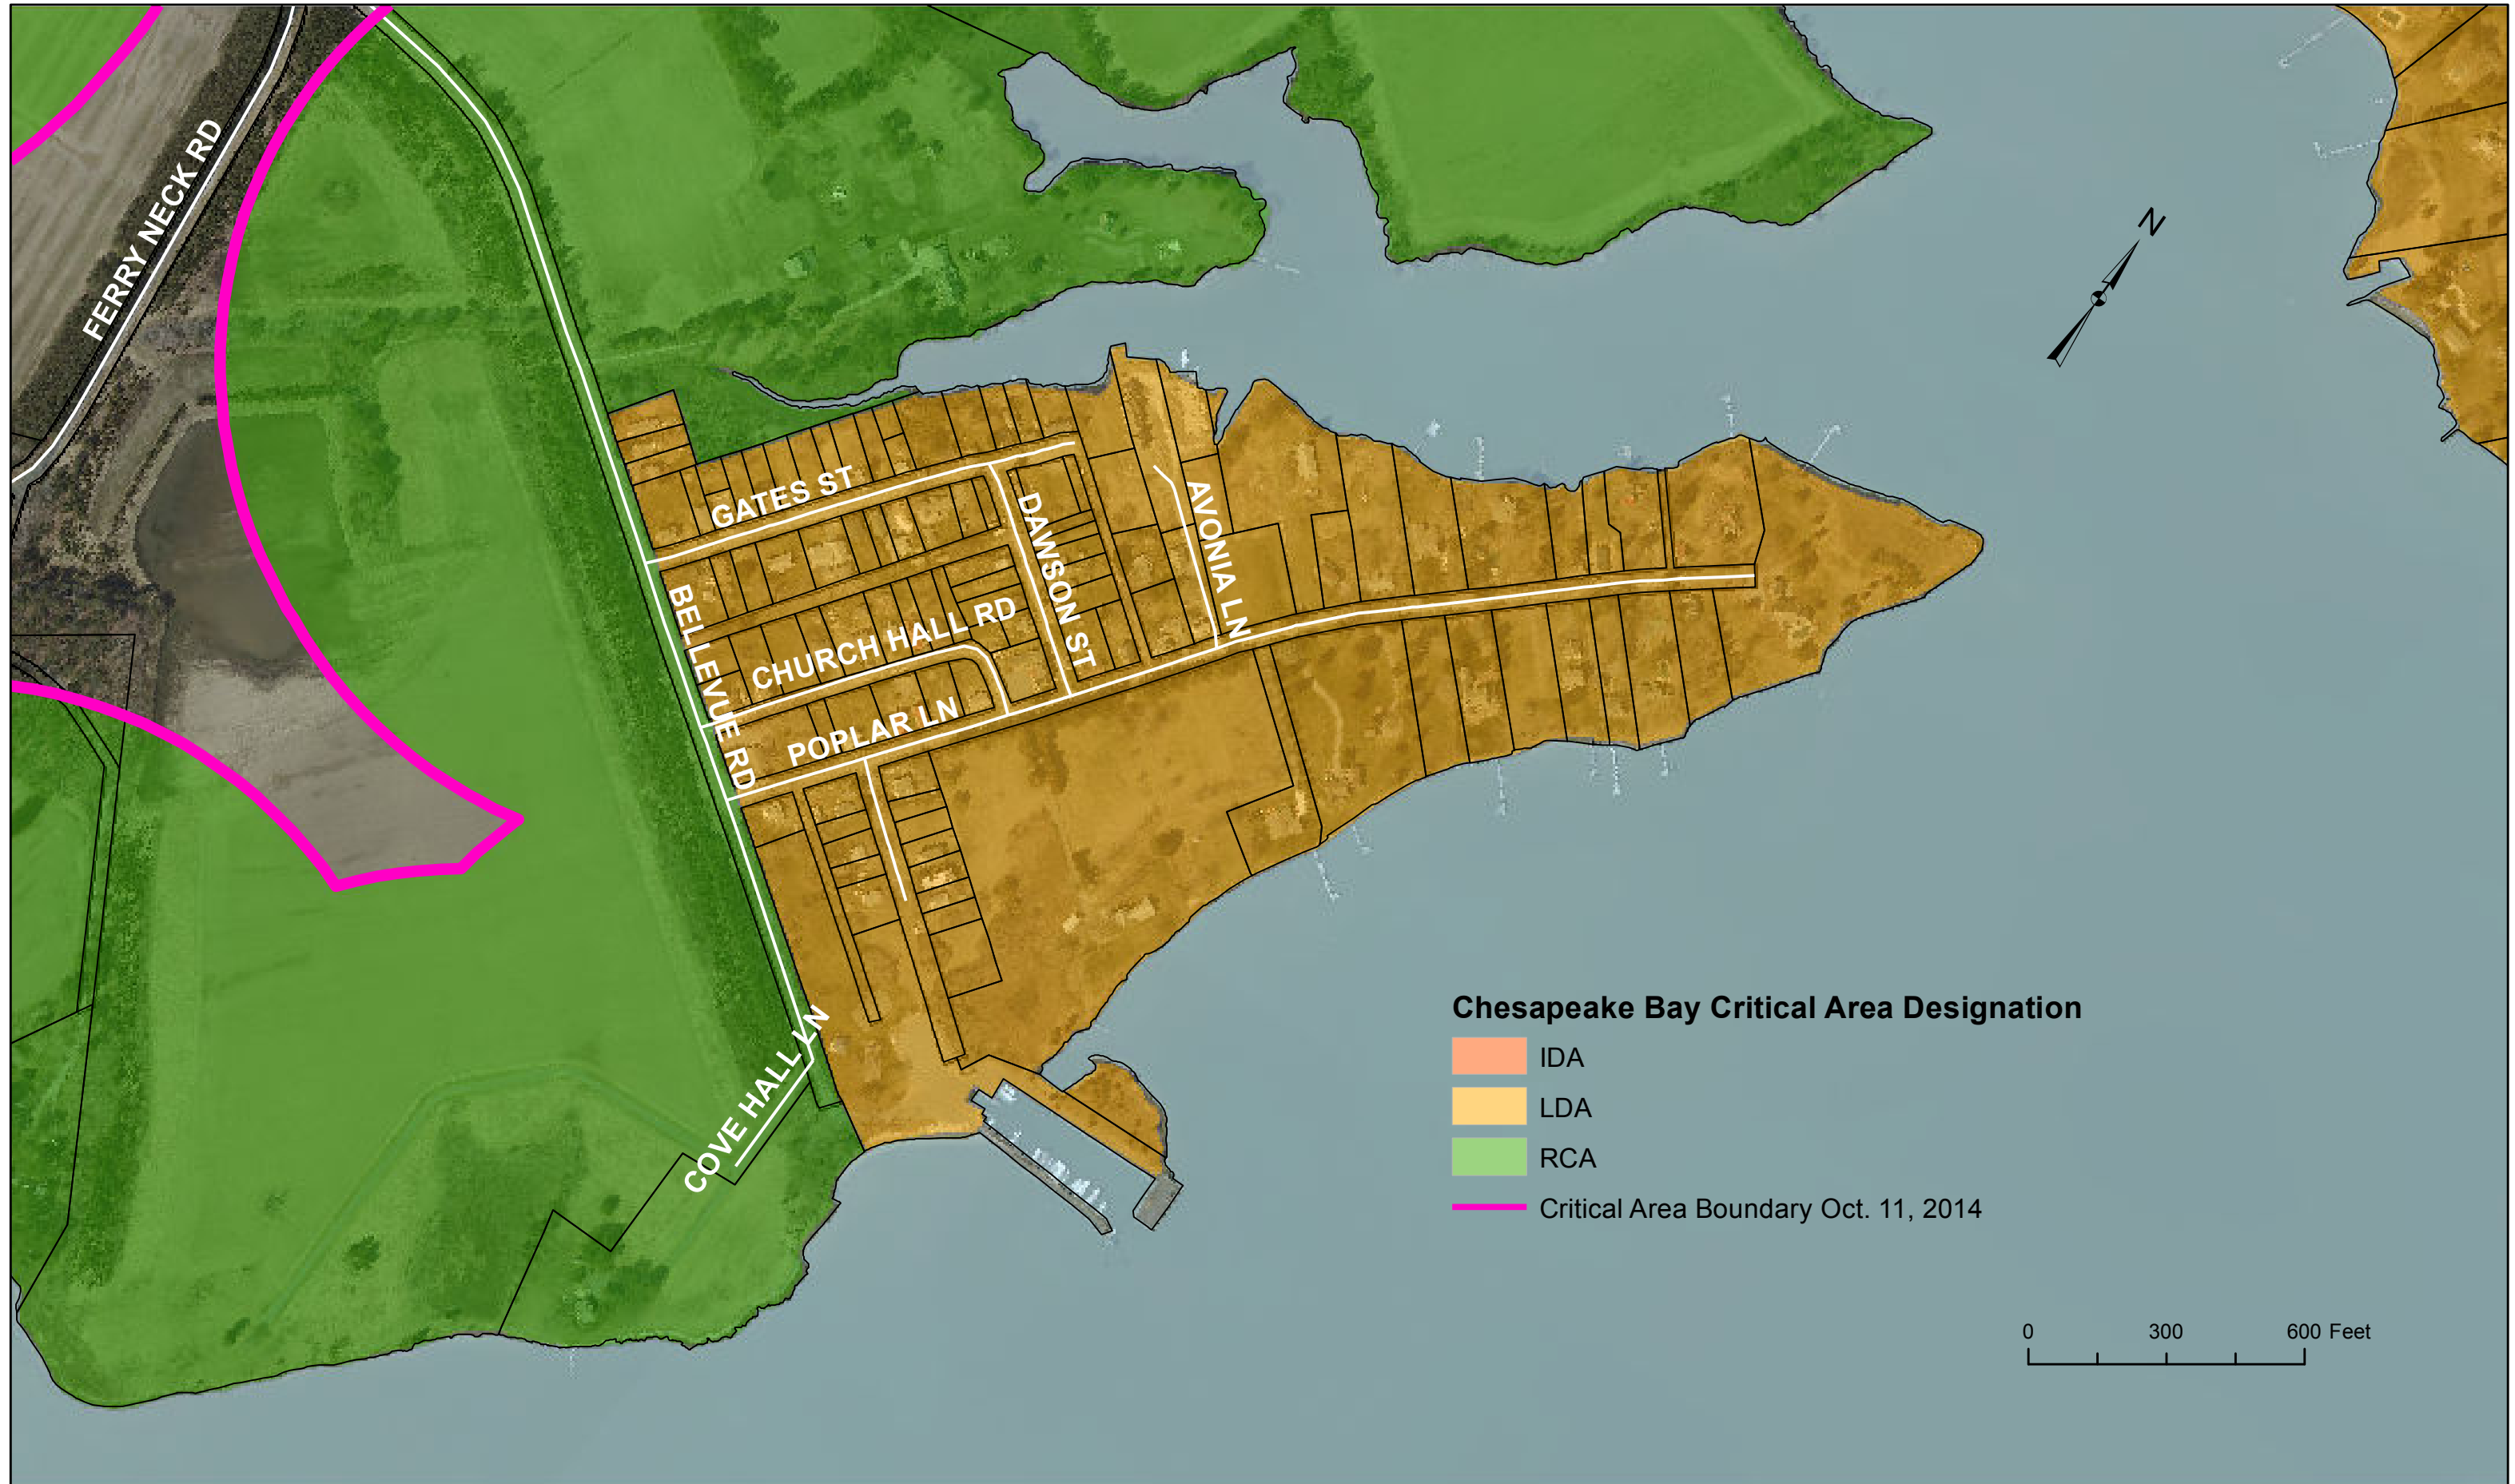 FERRY NECK RD
N
GATES ST
DAWSON ST
AVONIA LN
BELLEVUE RD
CHURCH HALL RD
POPLAR LN
COVE HALL LN
Chesapeake Bay Critical Area Designation
IDA
LDA
RCA
Critical Area Boundary Oct. 11, 2014
0 300 600 Feet